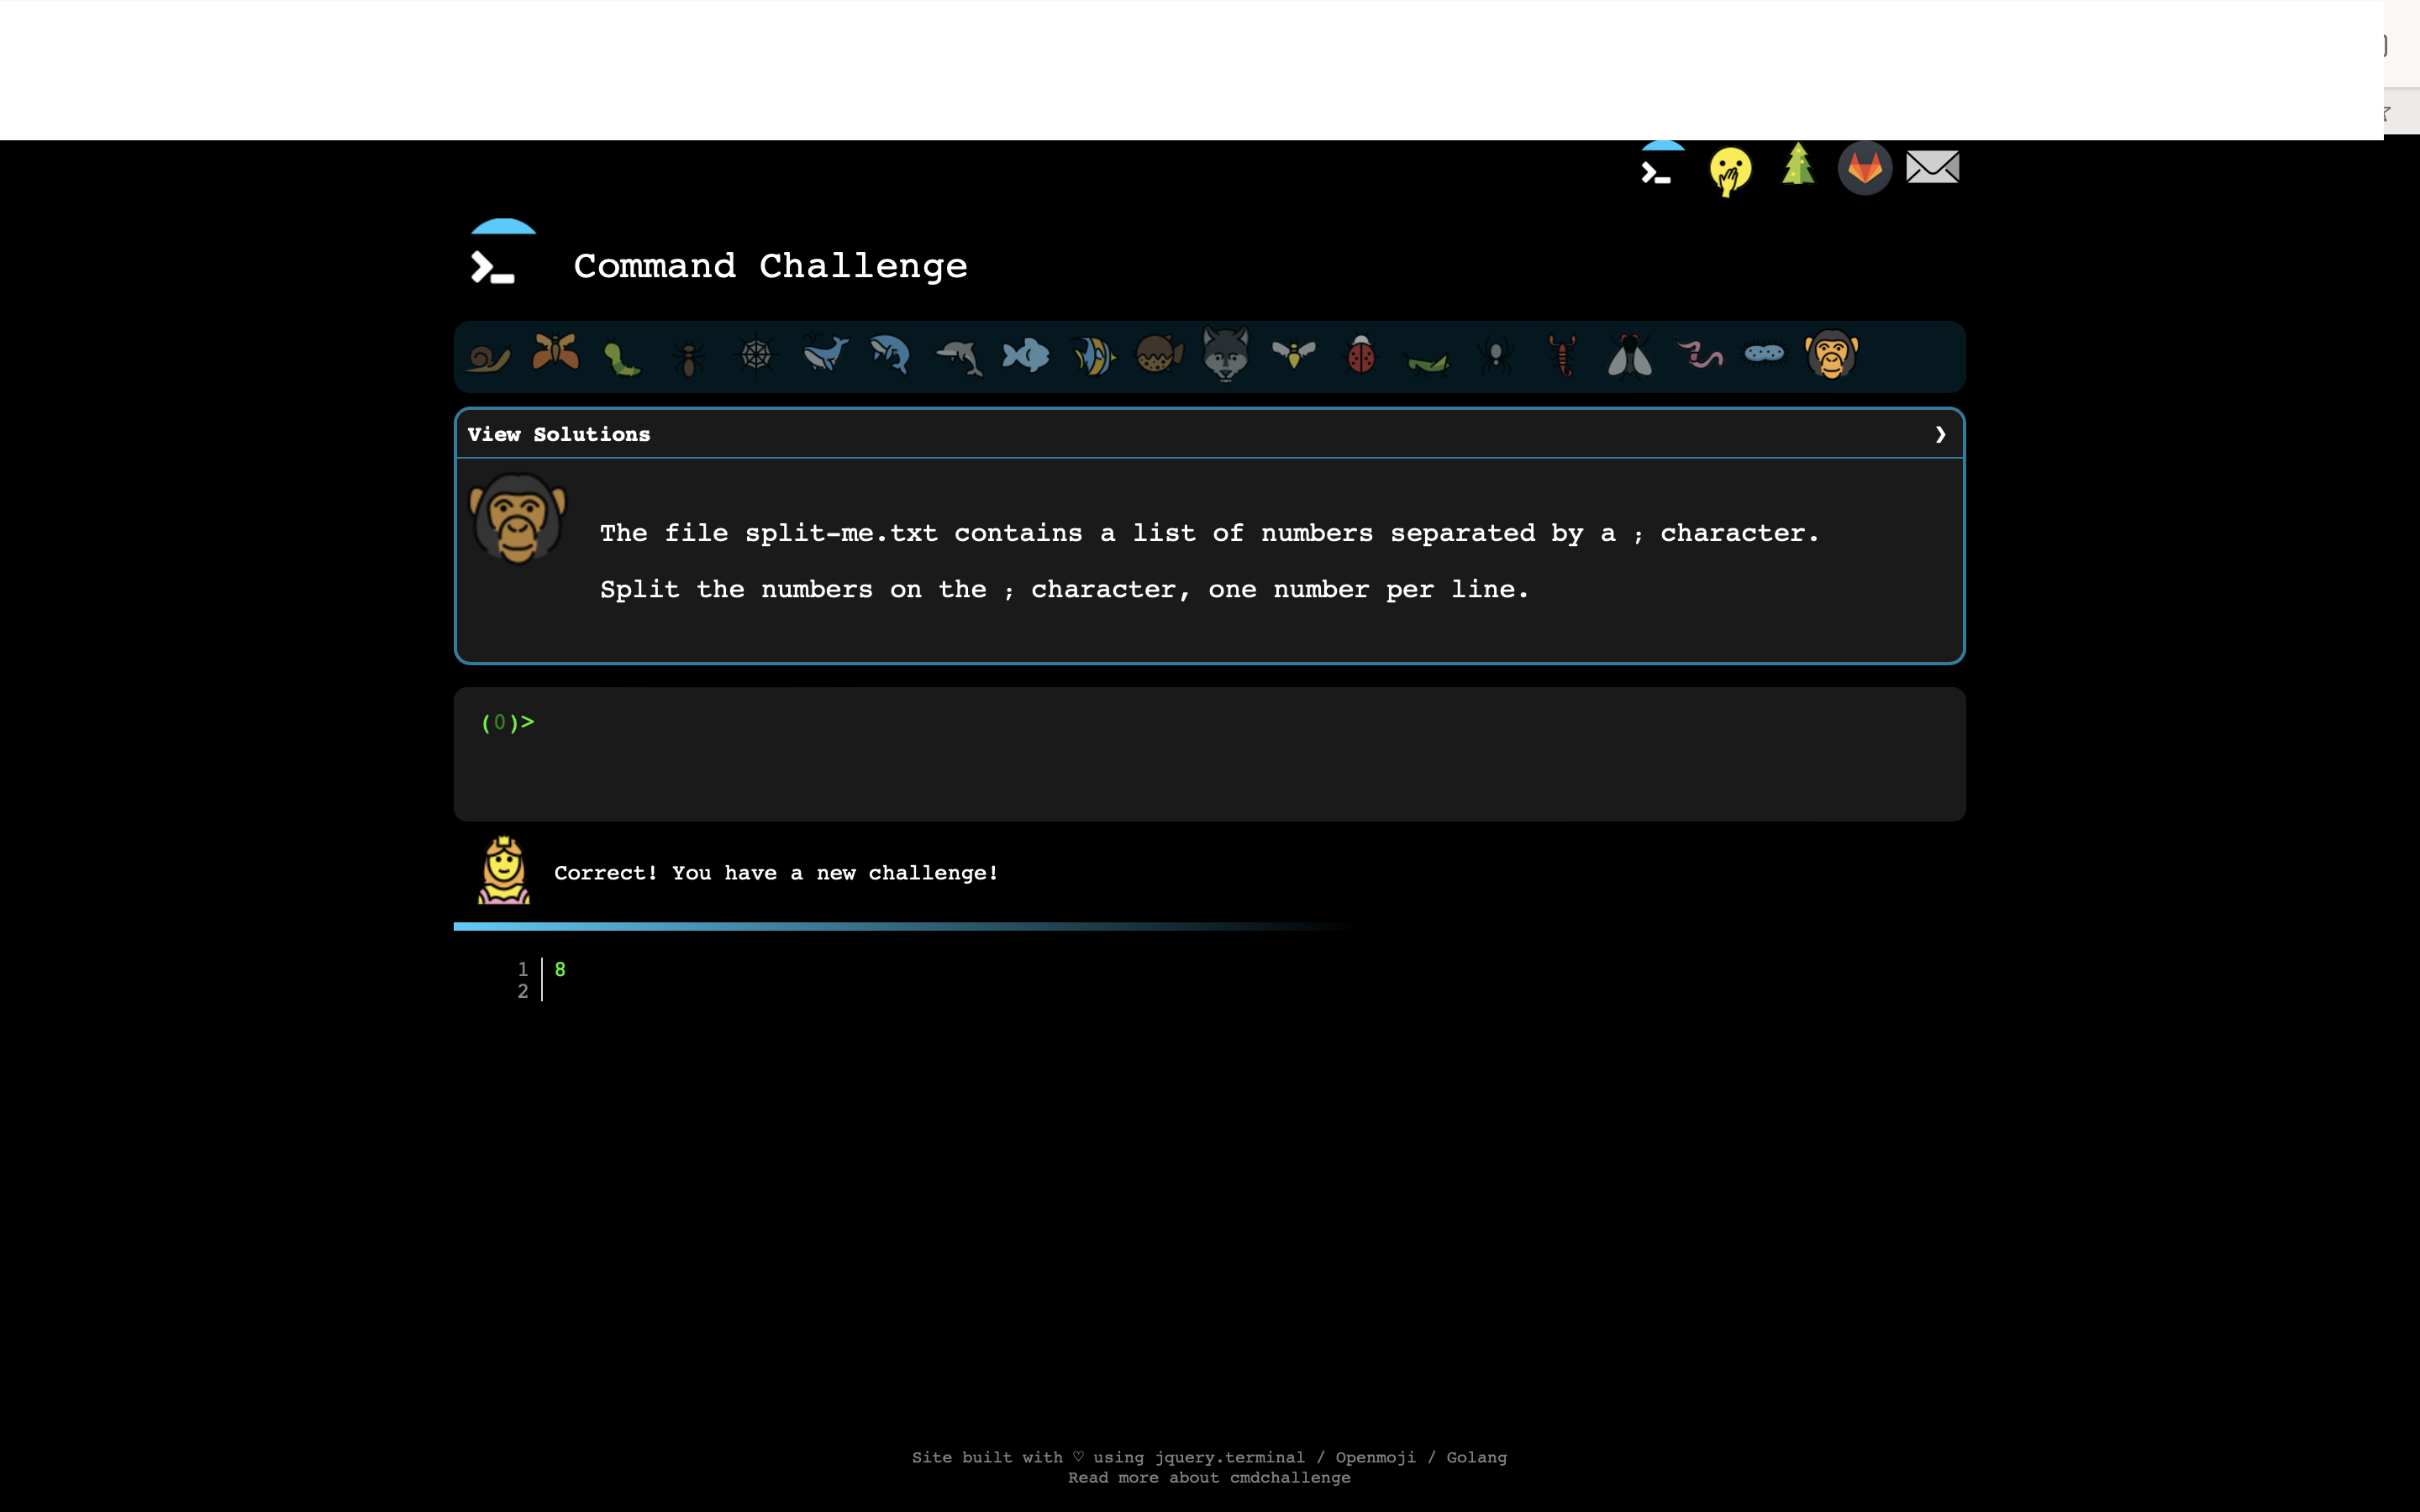 Command Challenge
View Solutions ❯
The file split-me.txt contains a list of numbers separated by a ; character.
Split the numbers on the ; character, one number per line.
(0)>
Correct! You have a new challenge!
1 8
2
Site built with ♡ using jquery.terminal / Openmoji / Golang
Read more about cmdchallenge